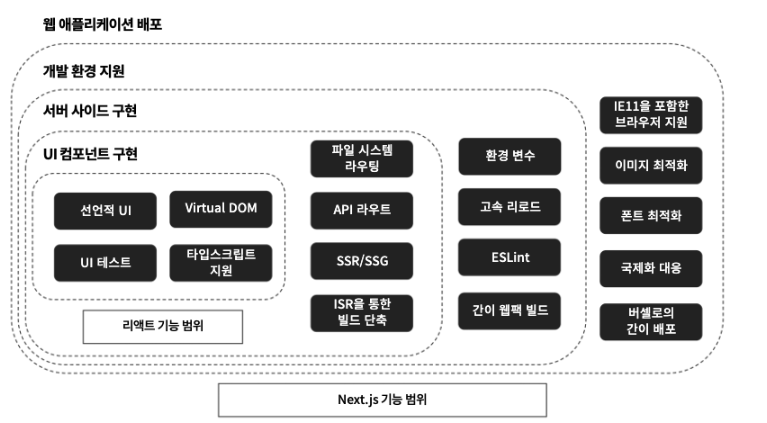 웹 애플리케이션 배포
개발 환경 지원
서버 사이드 구현
UI 컴포넌트 구현
선언적 UI
Virtual DOM
UI 테스트
타입스크립트
지원
리액트 기능 범위
파일 시스템
라우팅
API 라우트
SSR/SSG
ISR을 통한
빌드 단축
환경 변수
고속 리로드
ESLint
간이 웹팩 빌드
IE11을 포함한
브라우저 지원
이미지 최적화
폰트 최적화
국제화 대응
버셀로의
간이 배포
Next.js 기능 범위